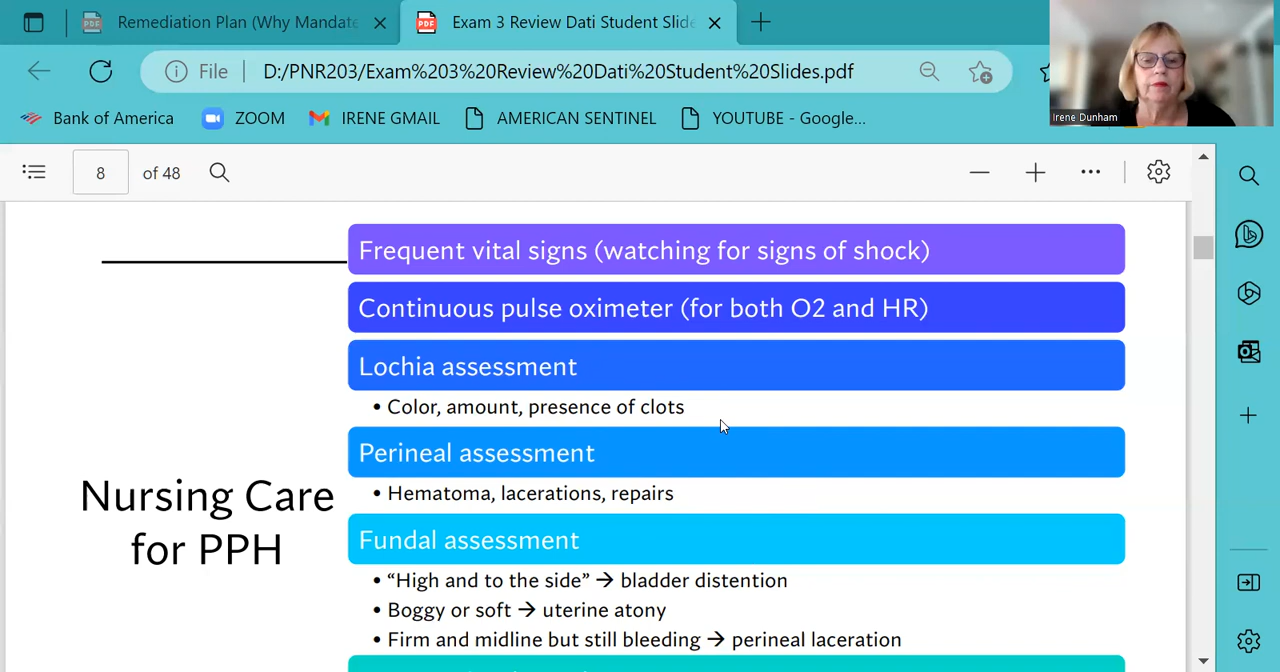 Remediation Plan (Why Mandate
Exam 3 Review Dati Student Slide
File
D:/PNR203/Exam%203%20Review%20Dati%20Student%20Slides.pdf
Bank of America
ZOOM
IRENE GMAIL
AMERICAN SENTINEL
YOUTUBE - Google...
Irene Dunham
8 of 48
Frequent vital signs (watching for signs of shock)
Continuous pulse oximeter (for both O2 and HR)
Lochia assessment
• Color, amount, presence of clots
Perineal assessment
• Hematoma, lacerations, repairs
Nursing Care
for PPH
Fundal assessment
• “High and to the side” → bladder distention
• Boggy or soft → uterine atony
• Firm and midline but still bleeding → perineal laceration